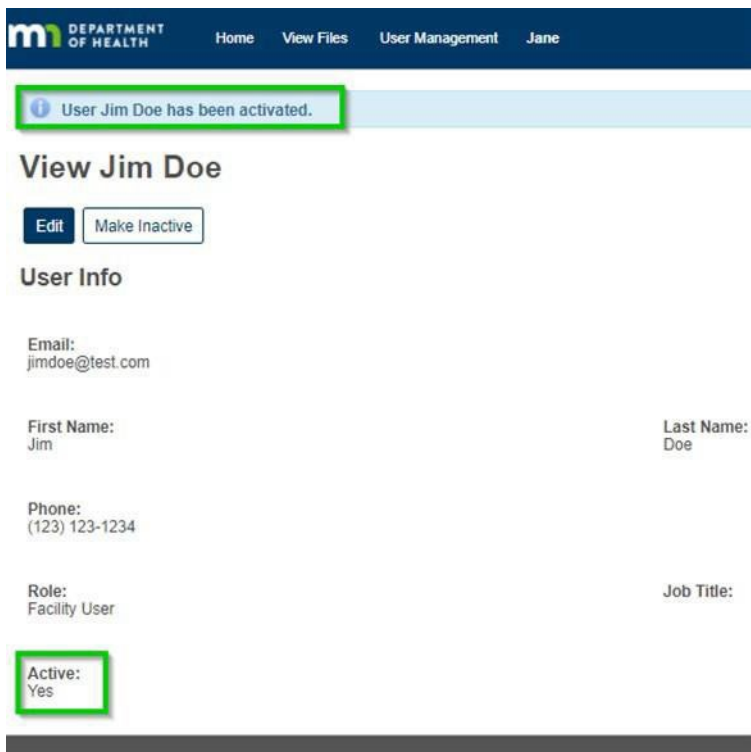 DEPARTMENT
OF HEALTH
Home View Files User Management Jane
User Jim Doe has been activated.
View Jim Doe
Edit Make Inactive
User Info
Email:
jimdoe@test.com
First Name: Last Name:
Jim Doe
Phone:
(123) 123-1234
Role: Job Title:
Facility User
Active:
Yes